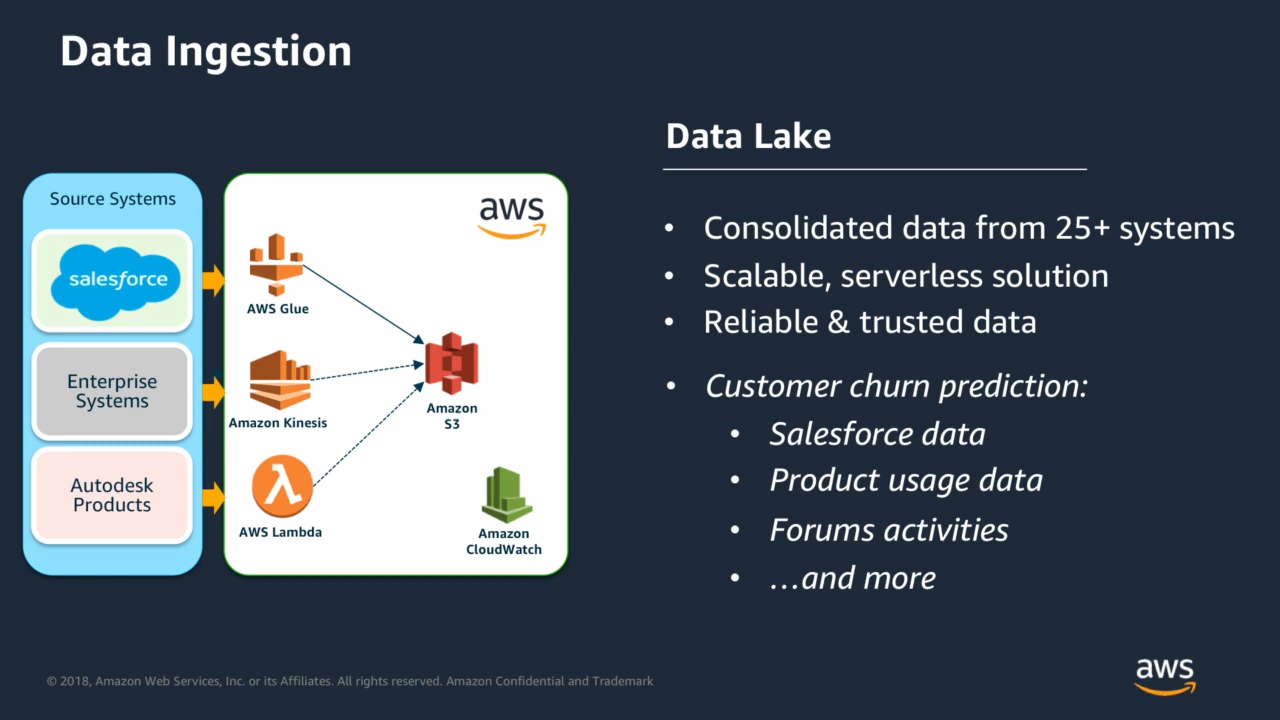 Data Ingestion
Source Systems
salesforce
Enterprise
Systems
Autodesk
Products
aws
AWS Glue
Amazon Kinesis
AWS Lambda
Amazon
S3
Amazon
CloudWatch
Data Lake
• Consolidated data from 25+ systems
• Scalable, serverless solution
• Reliable & trusted data
• Customer churn prediction:
• Salesforce data
• Product usage data
• Forums activities
• …and more
© 2018, Amazon Web Services, Inc. or its Affiliates. All rights reserved. Amazon Confidential and Trademark
aws